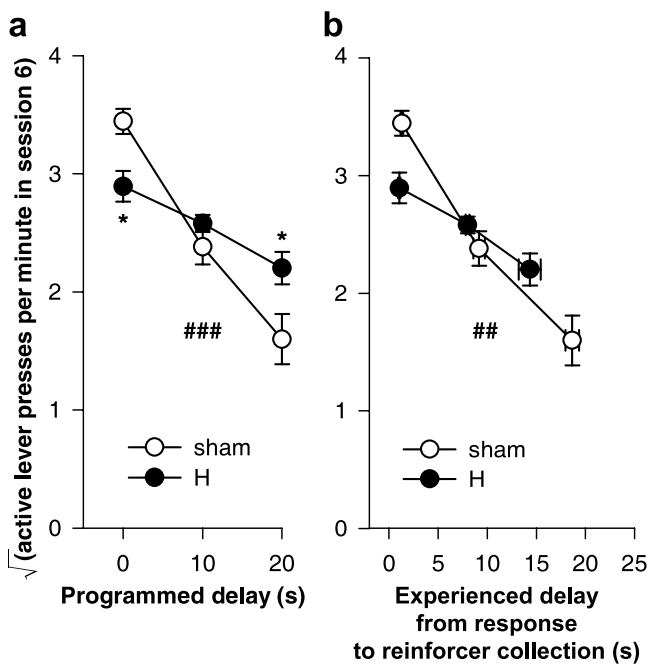 a
b
√(active lever presses per minute in session 6)
4
3
2
1
0
*
*
###
sham
H
0
10
20
Programmed delay (s)
4
3
2
1
0
##
sham
H
0
5
10
15
20
25
Experienced delay
from response
to reinforcer collection (s)